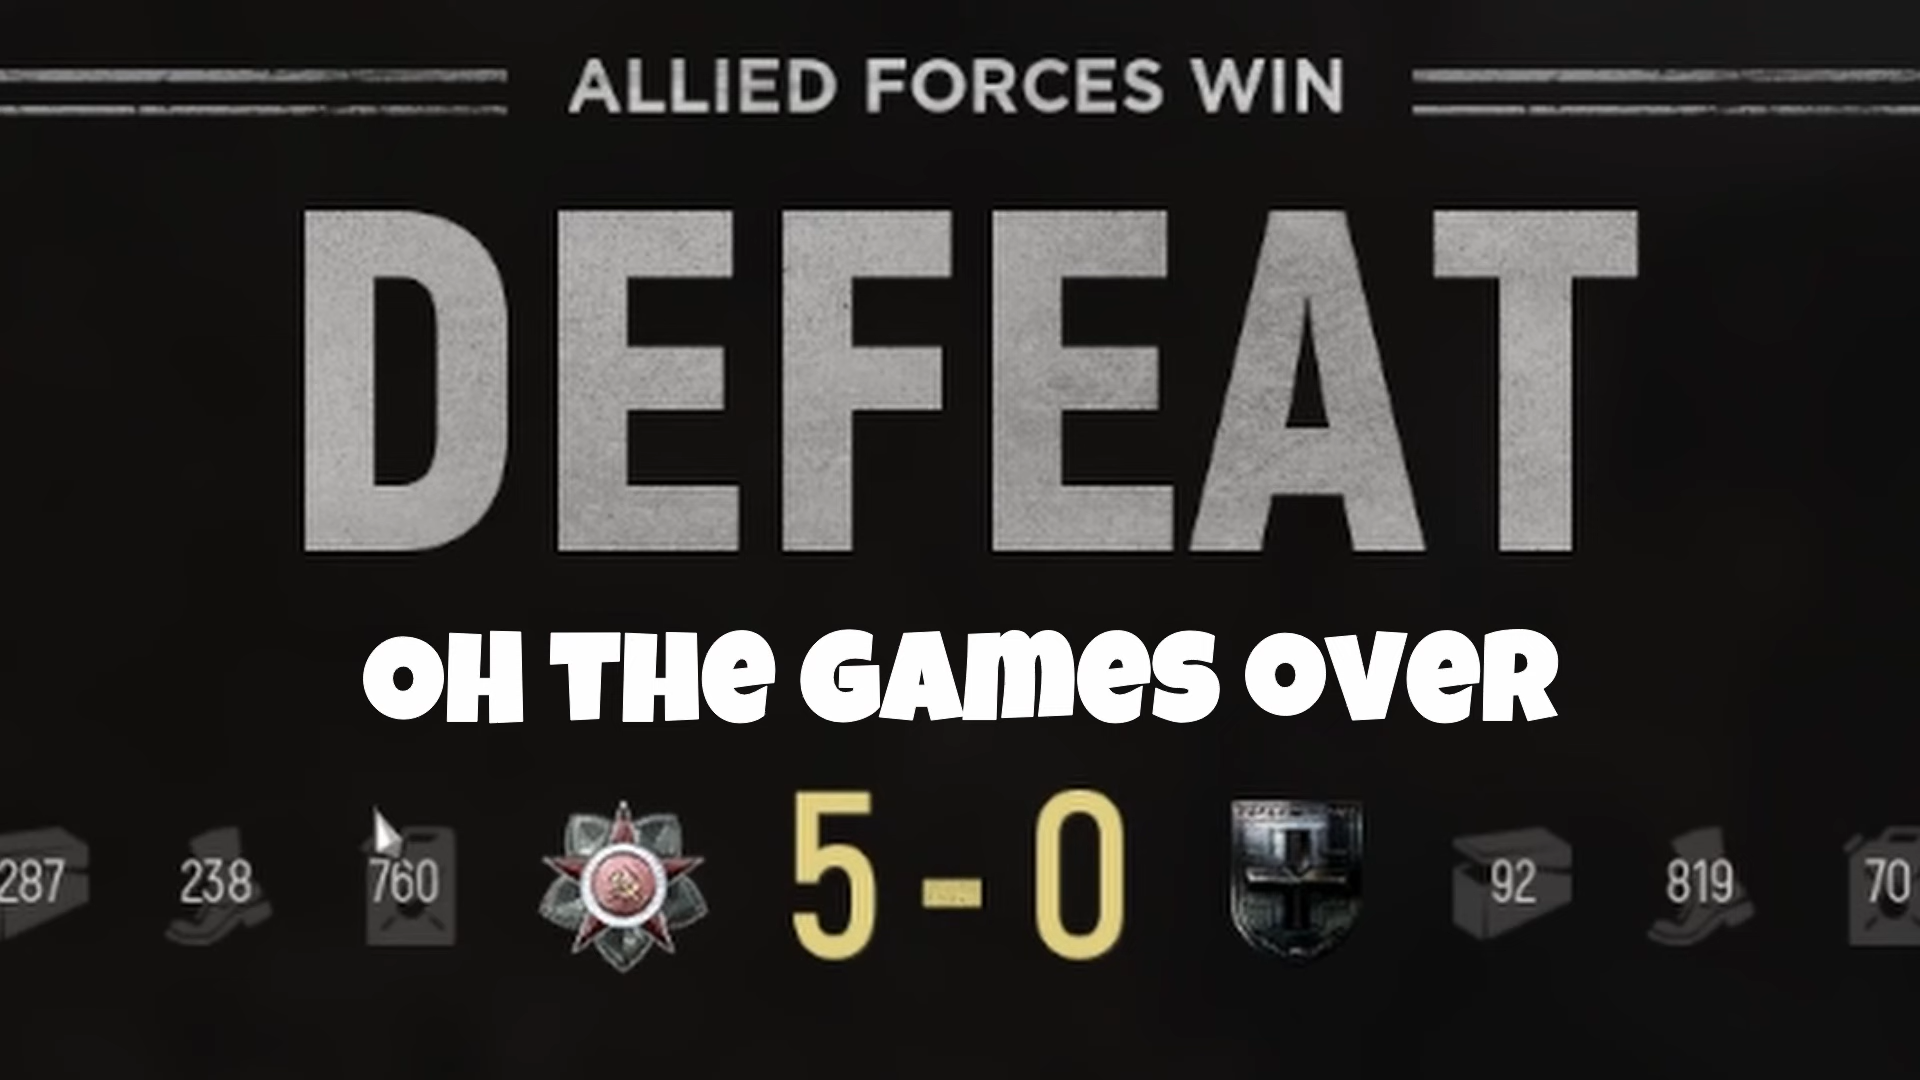 ALLIED FORCES WIN
DEFEAT
OH THE GAMES OVER
287 238 760 5 - 0 92 819 70